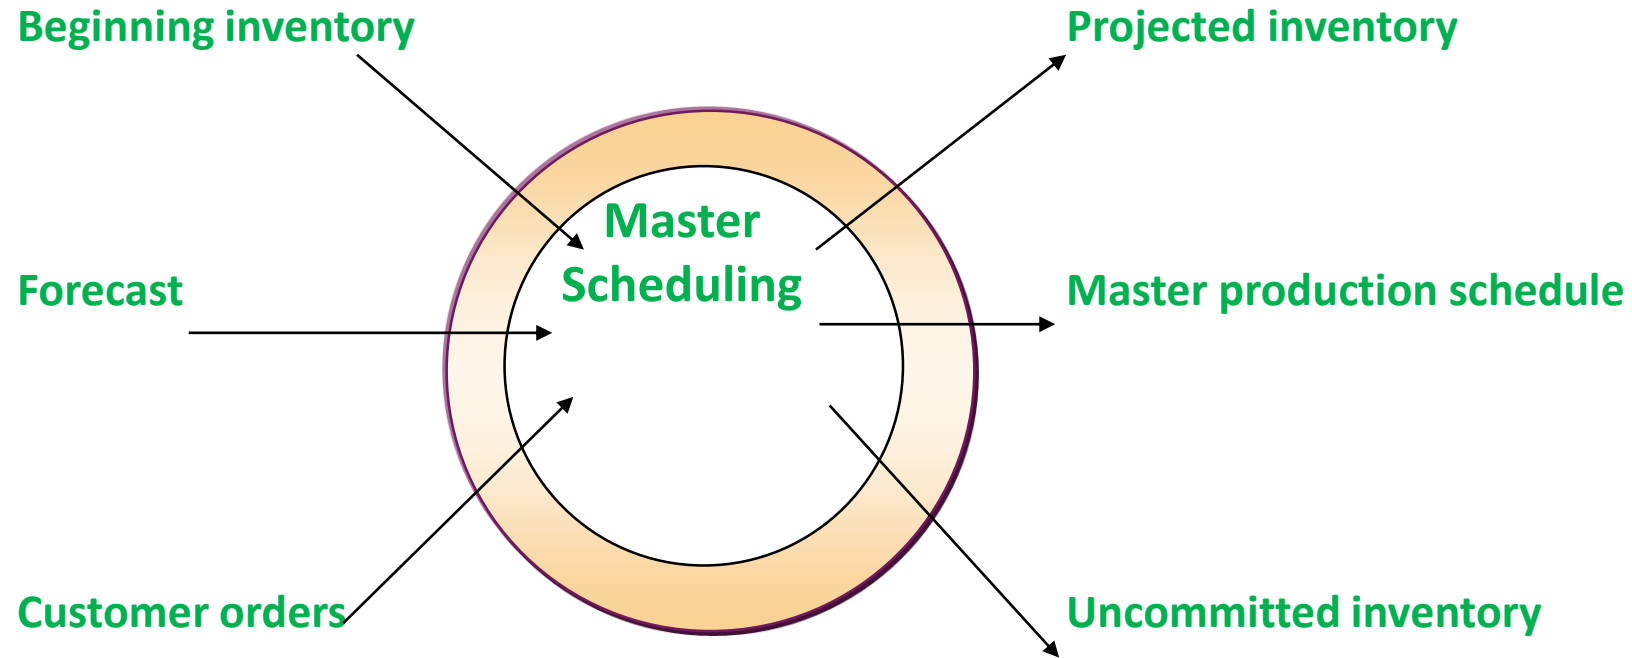 Beginning inventory
Projected inventory
Master
Scheduling
Forecast
Master production schedule
Customer orders
Uncommitted inventory